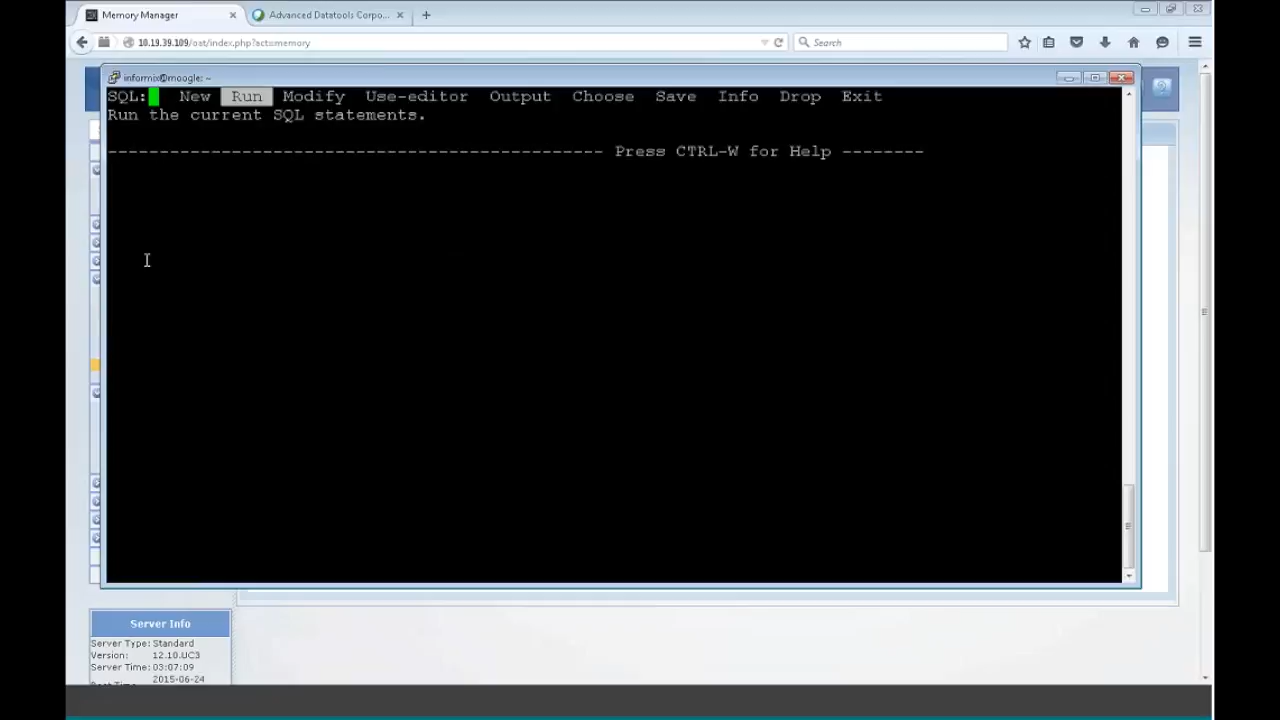 Memory Manager
Advanced Datatools Corpo...
10.19.39.109/oat/index.php?act=memory
Search
informix@moogle: ~
SQL: New Run Modify Use-editor Output Choose Save Info Drop Exit
Run the current SQL statements.
------------------------------------------------ Press CTRL-W for Help --------
Server Info
Server Type: Standard
Version: 12.10.UC3
Server Time: 03:07:09
2015-06-24